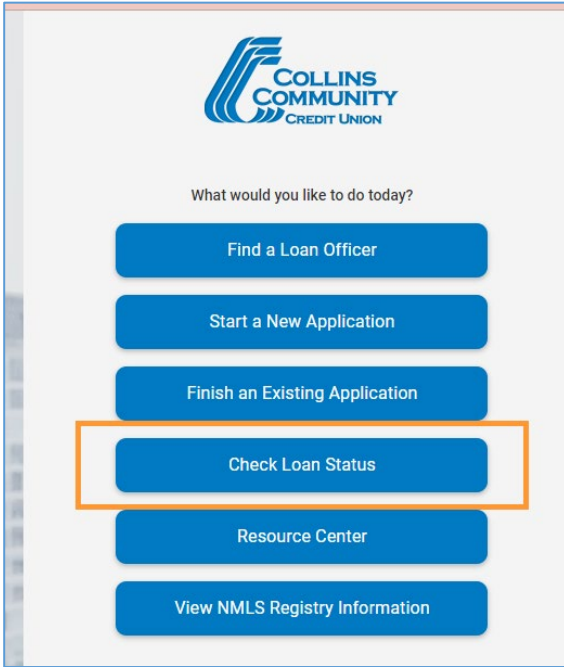 COLLINS
COMMUNITY
CREDIT UNION
What would you like to do today?
Find a Loan Officer
Start a New Application
Finish an Existing Application
Check Loan Status
Resource Center
View NMLS Registry Information